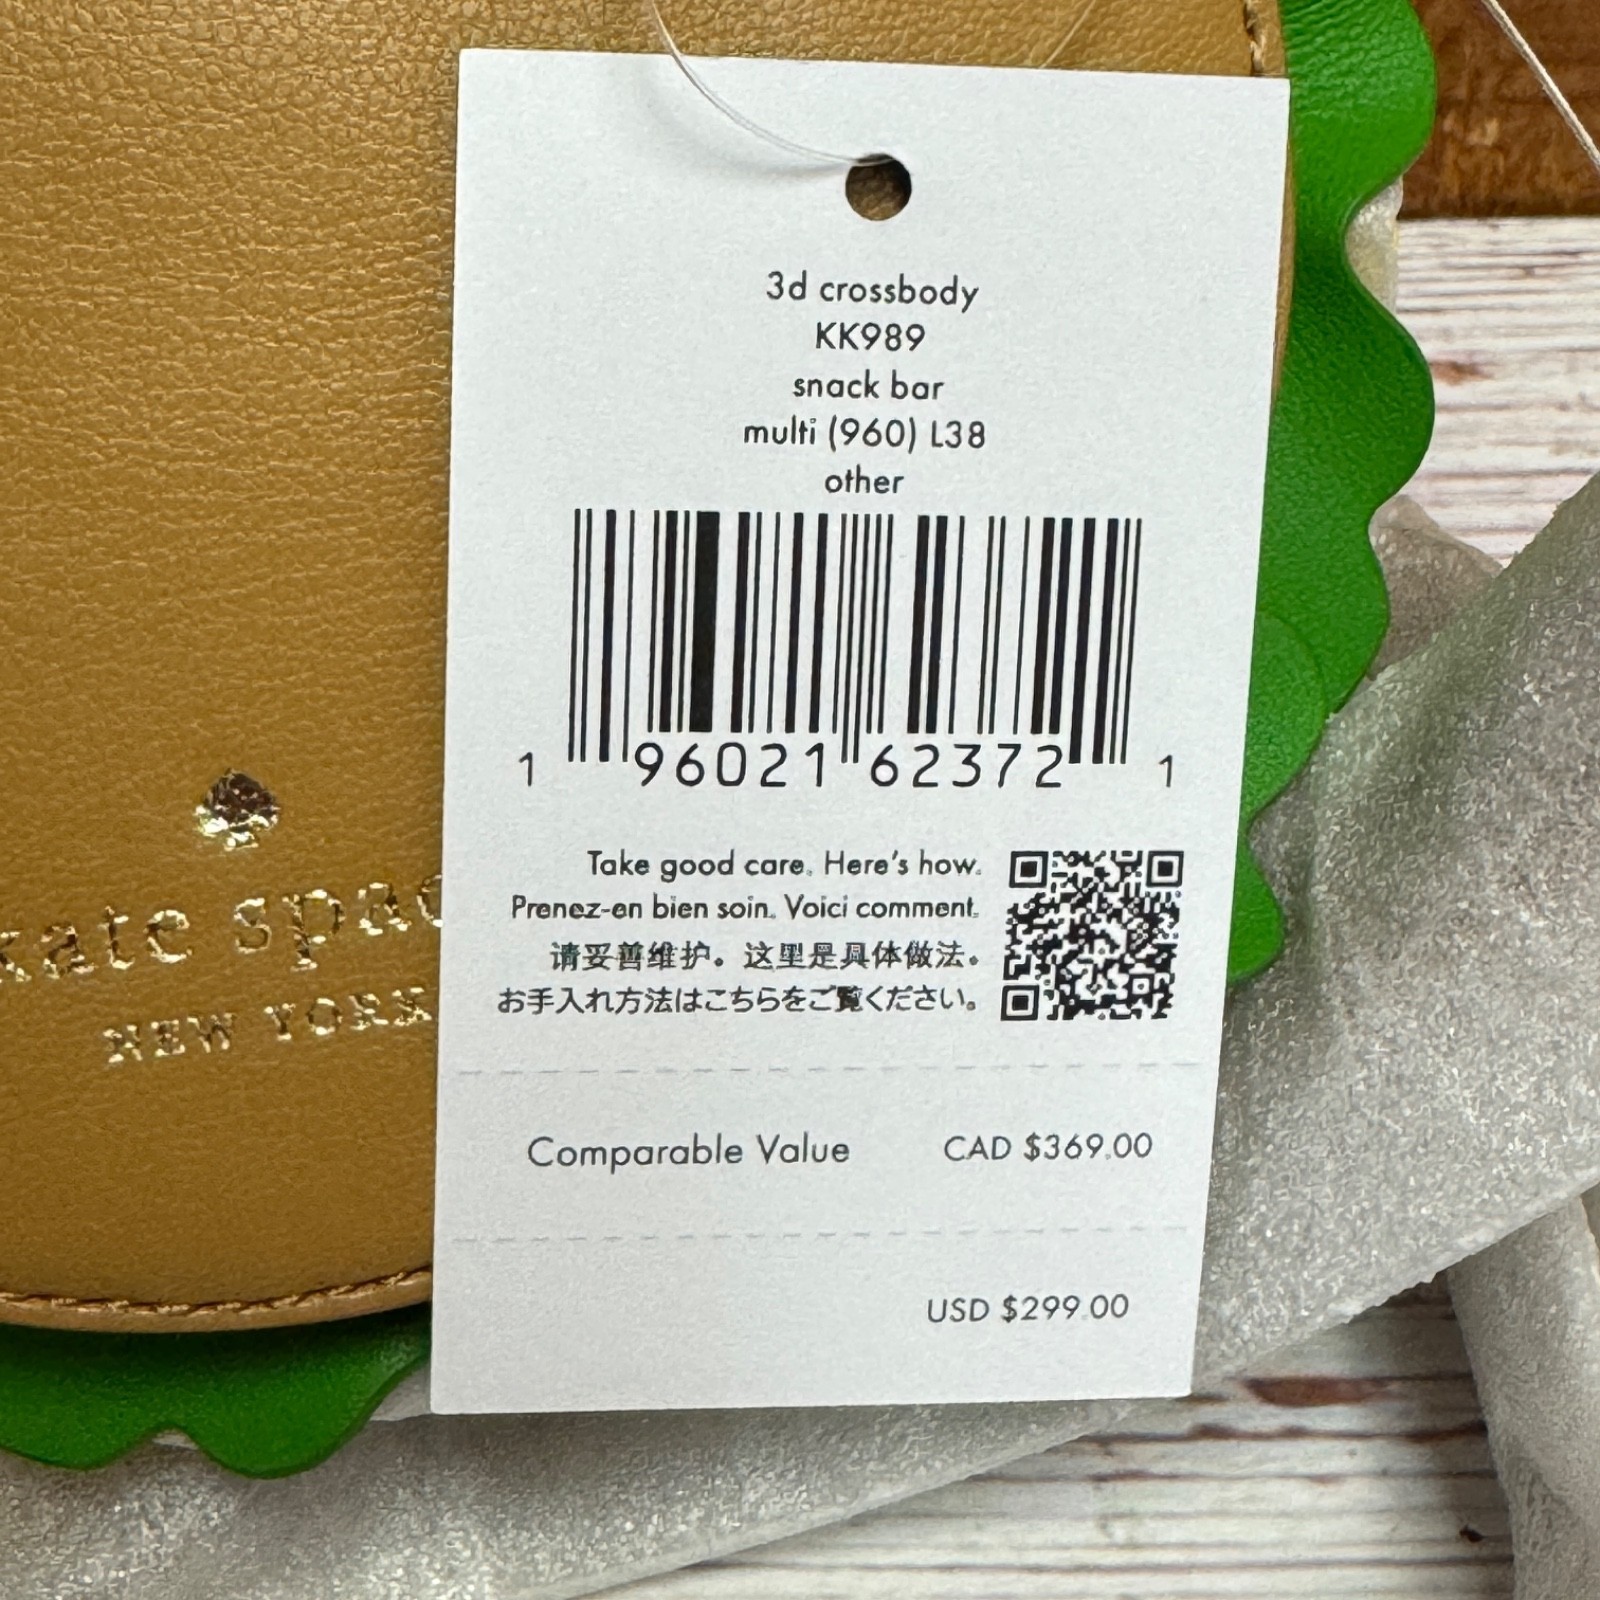 3d crossbody
KK989
snack bar
multi (960) L38
other
1 96021 62372 1
Take good care. Here's how.
Prenez-en bien soin. Voici comment.
请妥善维护。这里是具体做法。
お手入れ方法はこちらをご覧ください。
Comparable Value CAD $369.00
USD $299.00
kate spac
NEW YORK